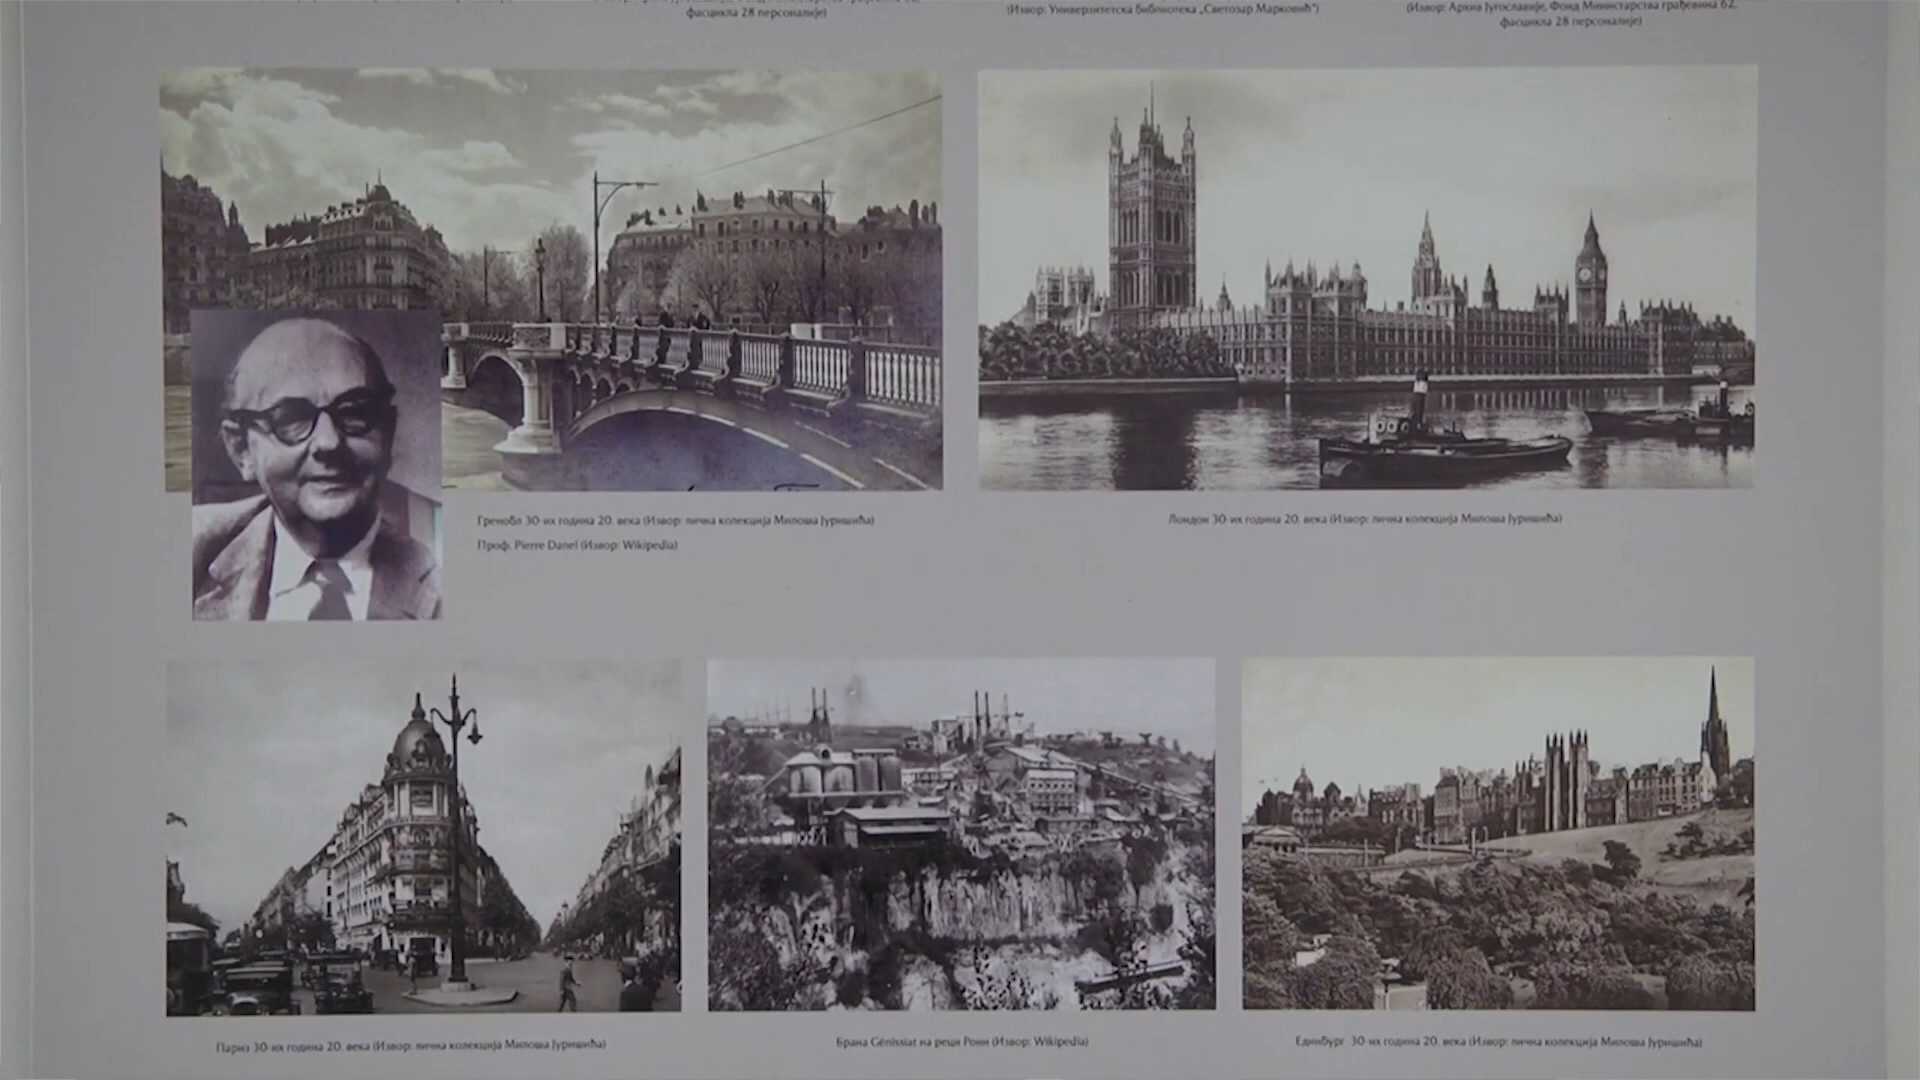 фасцикла 28 персоналије)
(Извор: Универзитетска библиотека „Светозар Марковић“)
(Извор: Архив Југославије, Фонд Министарства грађевина 62,
фасцикла 28 персоналије)
Гренобл 30-их година 20. века (Извор: лична колекција Милоша Јуришића)
Проф. Pierre Danel (Извор: Wikipedia)
Лондон 30-их година 20. века (Извор: лична колекција Милоша Јуришића)
Париз 30-их година 20. века (Извор: лична колекција Милоша Јуришића)
Брана Génissiat на реци Рони (Извор: Wikipedia)
Единбург 30-их година 20. века (Извор: лична колекција Милоша Јуришића)